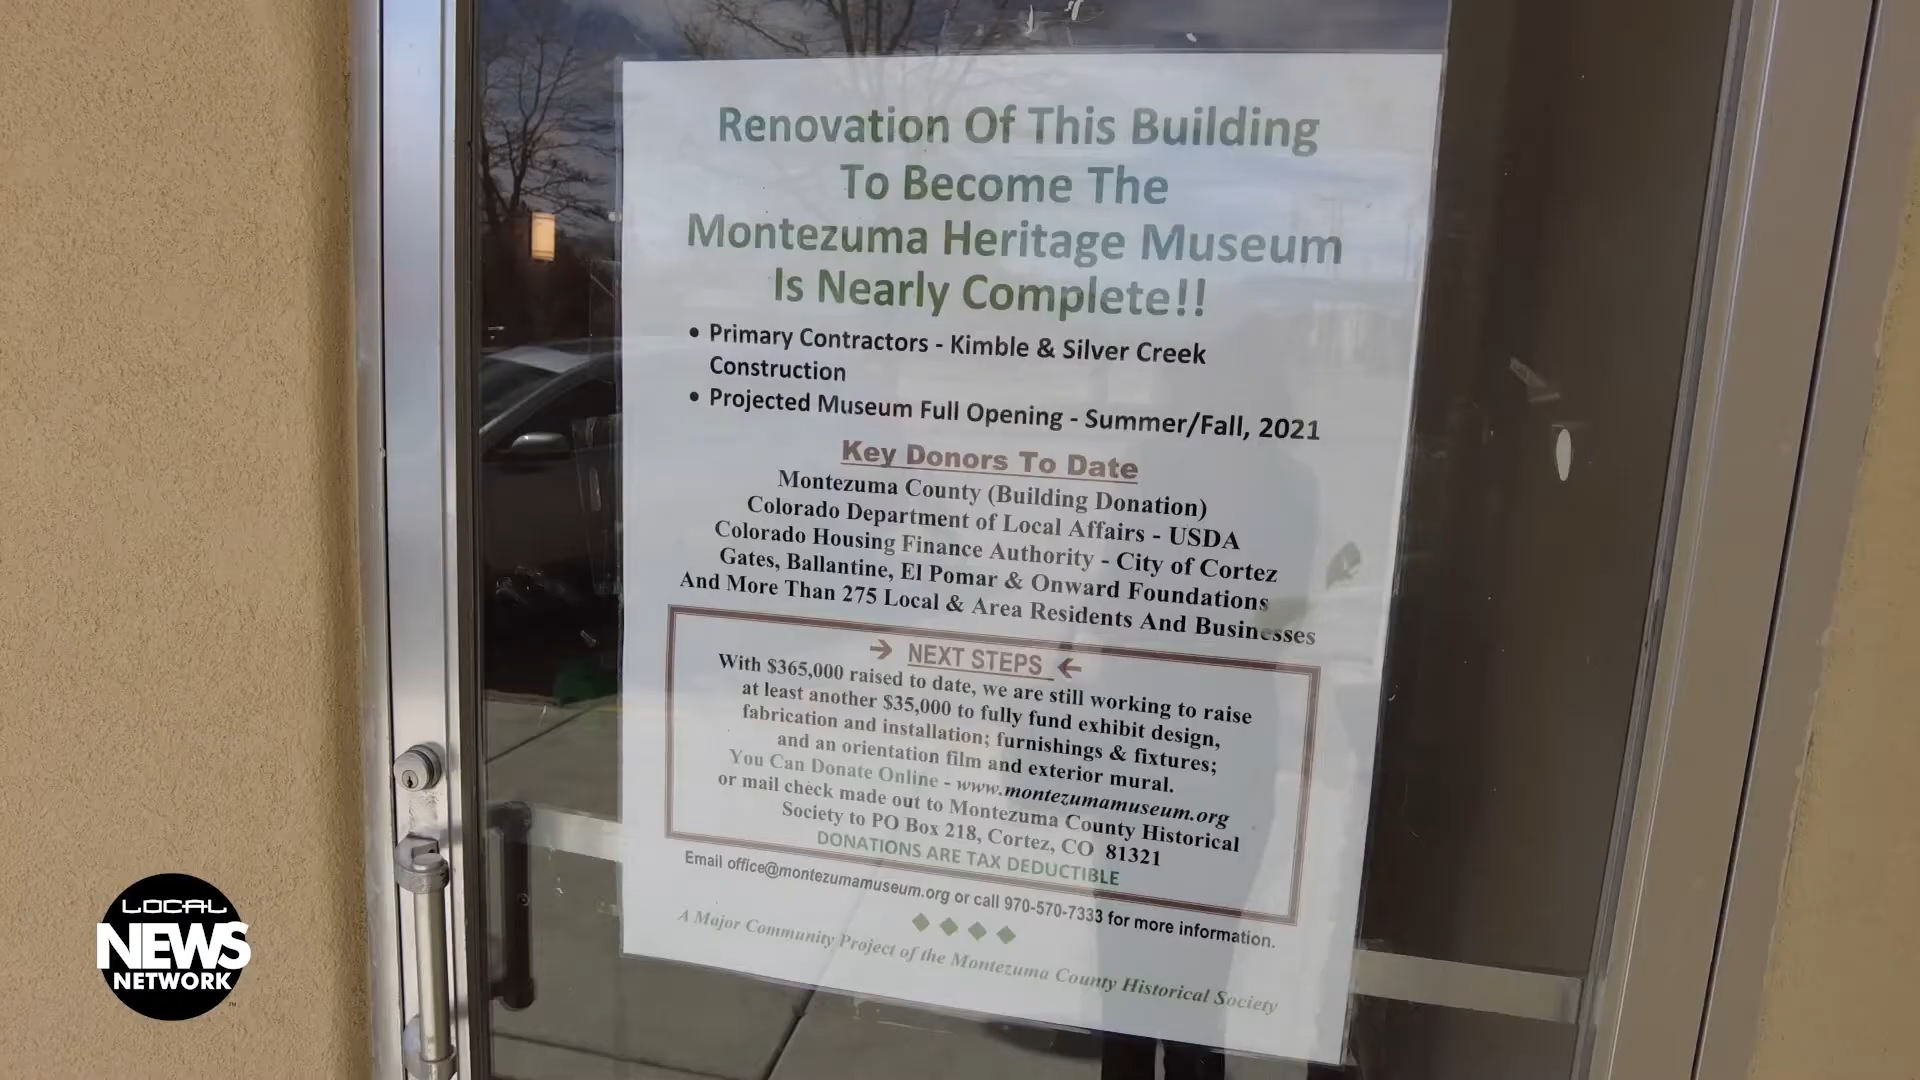 Renovation Of This Building
To Become The
Montezuma Heritage Museum
Is Nearly Complete!!
• Primary Contractors - Kimble & Silver Creek
Construction
• Projected Museum Full Opening - Summer/Fall, 2021
Key Donors To Date
Montezuma County (Building Donation)
Colorado Department of Local Affairs - USDA
Colorado Housing Finance Authority - City of Cortez
Gates, Ballantine, El Pomar & Onward Foundations
And More Than 275 Local & Area Residents And Businesses
→ NEXT STEPS ←
With $365,000 raised to date, we are still working to raise
at least another $35,000 to fully fund exhibit design,
fabrication and installation; furnishings & fixtures;
and an orientation film and exterior mural.
You Can Donate Online - www.montezumamuseum.org
or mail check made out to Montezuma County Historical
Society to PO Box 218, Cortez, CO 81321
DONATIONS ARE TAX DEDUCTIBLE
Email office@montezumamuseum.org or call 970-570-7333 for more information.
A Major Community Project of the Montezuma County Historical Society
LOCAL
NEWS
NETWORK
™